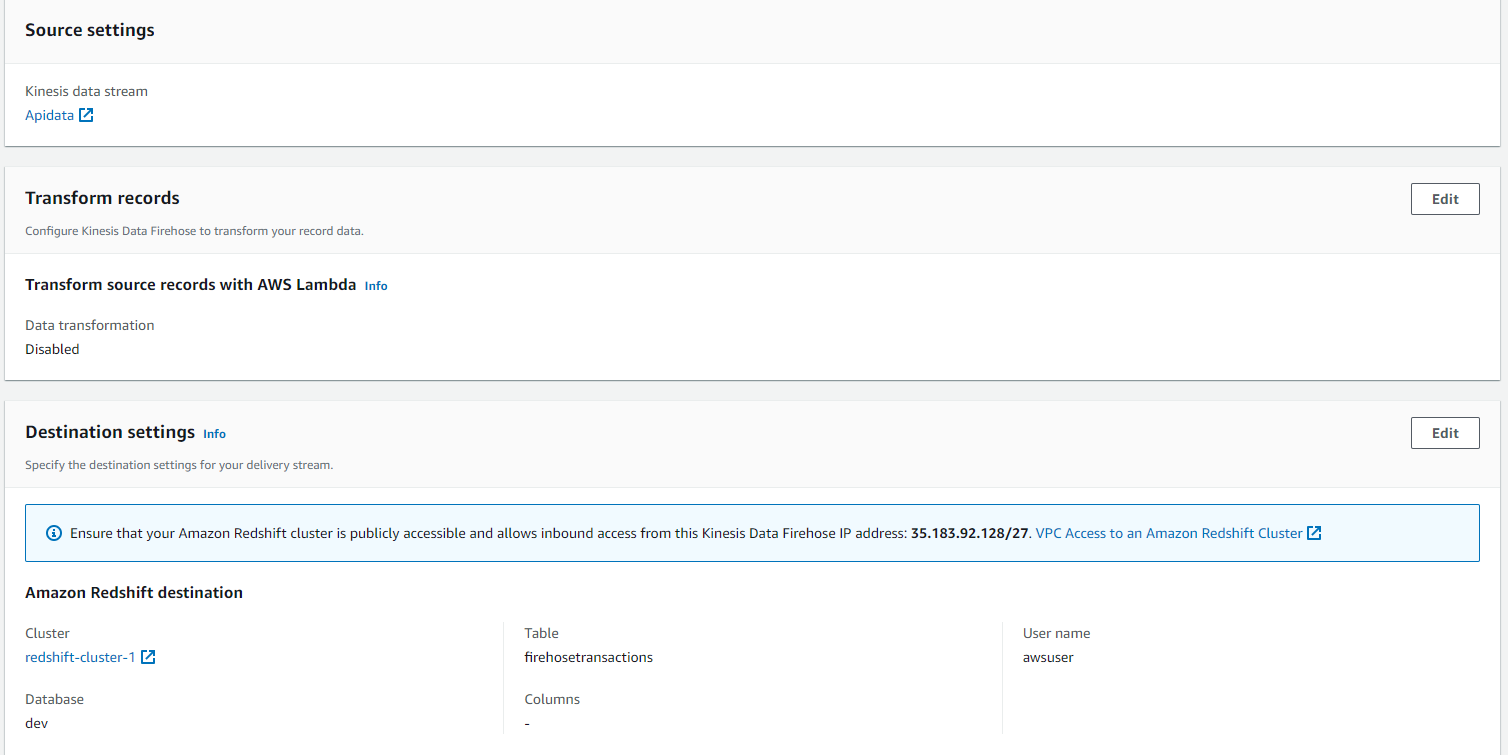 Source settings
Kinesis data stream
Apidata
Transform records
Edit
Configure Kinesis Data Firehose to transform your record data.
Transform source records with AWS Lambda Info
Data transformation
Disabled
Destination settings Info
Edit
Specify the destination settings for your delivery stream.
Ensure that your Amazon Redshift cluster is publicly accessible and allows inbound access from this Kinesis Data Firehose IP address: 35.183.92.128/27. VPC Access to an Amazon Redshift Cluster
Amazon Redshift destination
Cluster
redshift-cluster-1
Database
dev
Table
firehosetransactions
Columns
-
User name
awsuser